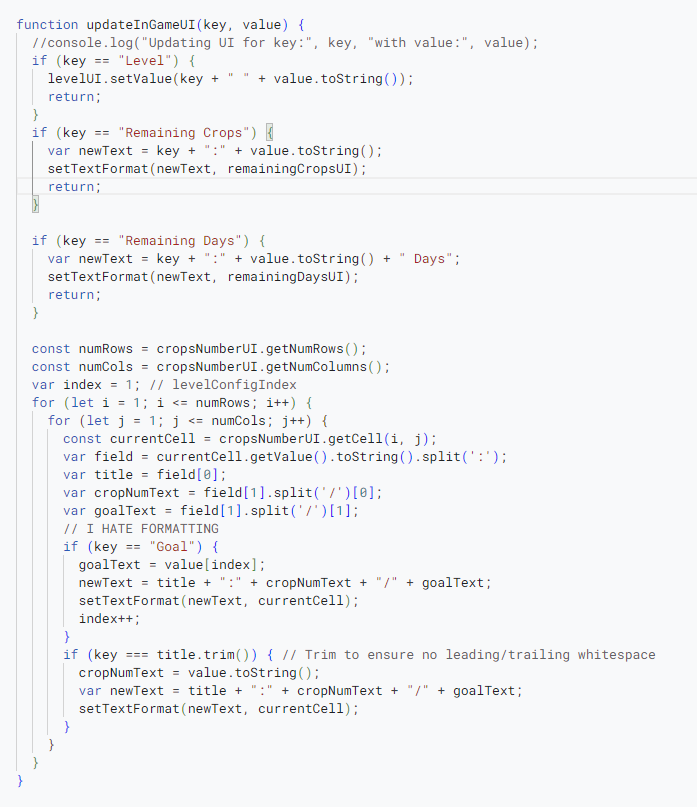 function updateInGameUI(key, value) {
//console.log("Updating UI for key:", key, "with value:", value);
if (key == "Level") {
levelUI.setValue(key + " " + value.toString());
return;
}
if (key == "Remaining Crops") {
var newText = key + ":" + value.toString();
setTextFormat(newText, remainingCropsUI);
return;
}
if (key == "Remaining Days") {
var newText = key + ":" + value.toString() + " Days";
setTextFormat(newText, remainingDaysUI);
return;
}
const numRows = cropsNumberUI.getNumRows();
const numCols = cropsNumberUI.getNumColumns();
var index = 1; // levelConfigIndex
for (let i = 1; i <= numRows; i++) {
for (let j = 1; j <= numCols; j++) {
const currentCell = cropsNumberUI.getCell(i, j);
var field = currentCell.getValue().toString().split(':');
var title = field[0];
var cropNumText = field[1].split('/')[0];
var goalText = field[1].split('/')[1];
// I HATE FORMATTING
if (key == "Goal") {
goalText = value[index];
newText = title + ":" + cropNumText + "/" + goalText;
setTextFormat(newText, currentCell);
index++;
}
if (key === title.trim()) { // Trim to ensure no leading/trailing whitespace
cropNumText = value.toString();
var newText = title + ":" + cropNumText + "/" + goalText;
setTextFormat(newText, currentCell);
}
}
}
}